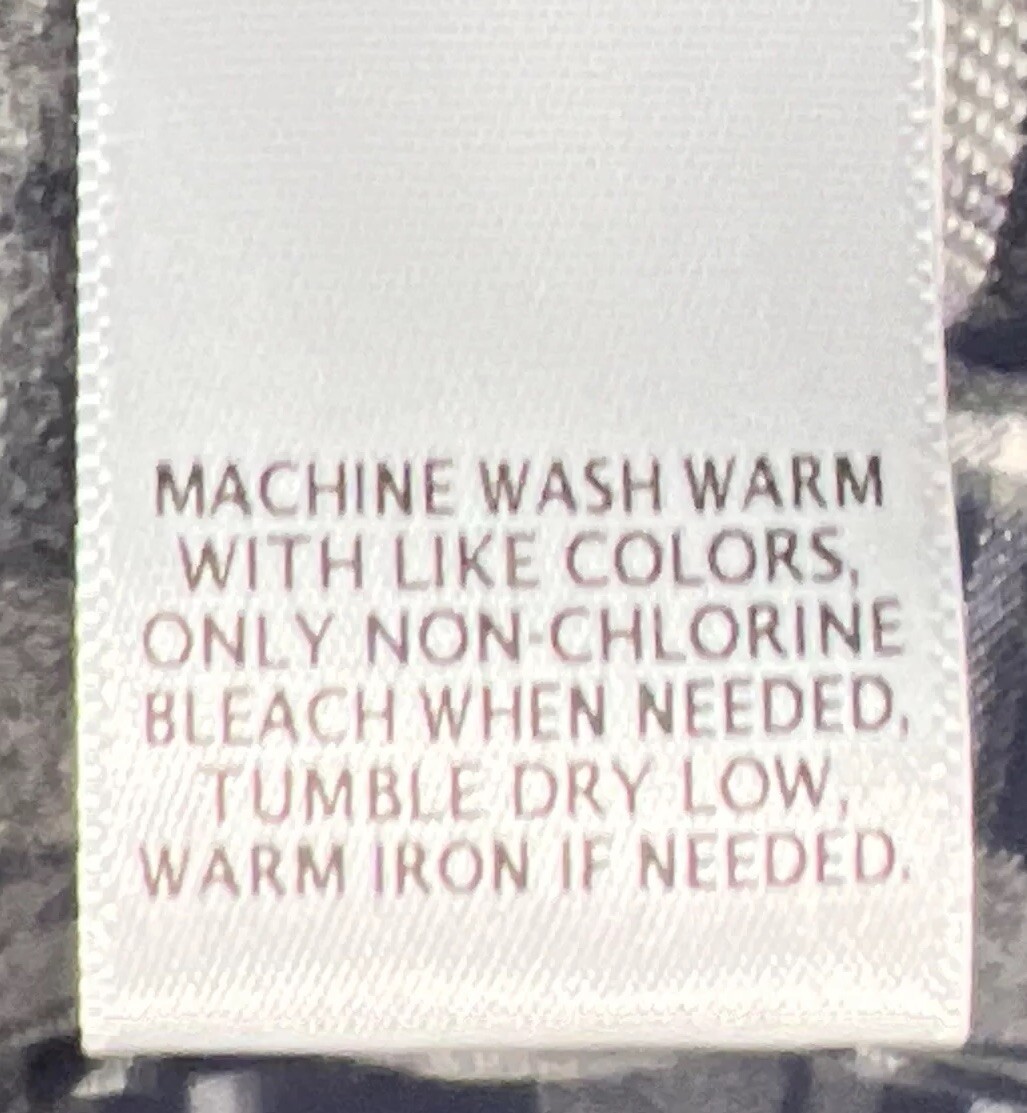 MACHINE WASH WARM
WITH LIKE COLORS,
ONLY NON-CHLORINE
BLEACH WHEN NEEDED,
TUMBLE DRY LOW,
WARM IRON IF NEEDED.